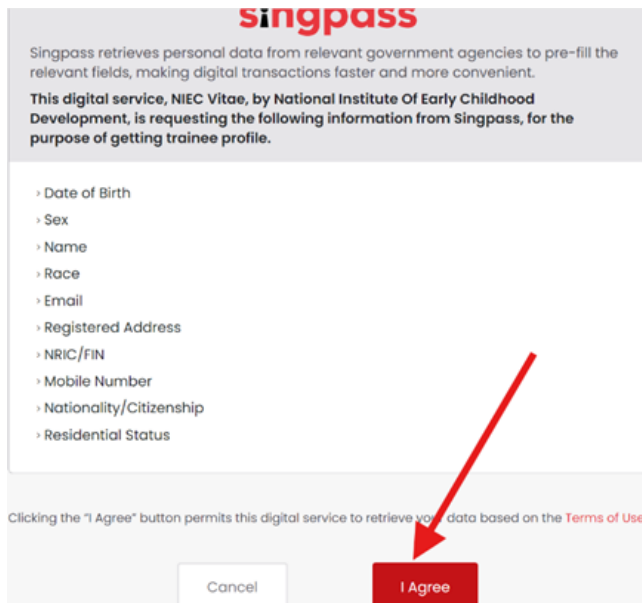 singpass
Singpass retrieves personal data from relevant government agencies to pre-fill the
relevant fields, making digital transactions faster and more convenient.
This digital service, NIEC Vitae, by National Institute Of Early Childhood
Development, is requesting the following information from Singpass, for the
purpose of getting trainee profile.
› Date of Birth
› Sex
› Name
› Race
› Email
› Registered Address
› NRIC/FIN
› Mobile Number
› Nationality/Citizenship
› Residential Status
Clicking the "I Agree" button permits this digital service to retrieve your data based on the Terms of Use
Cancel
I Agree